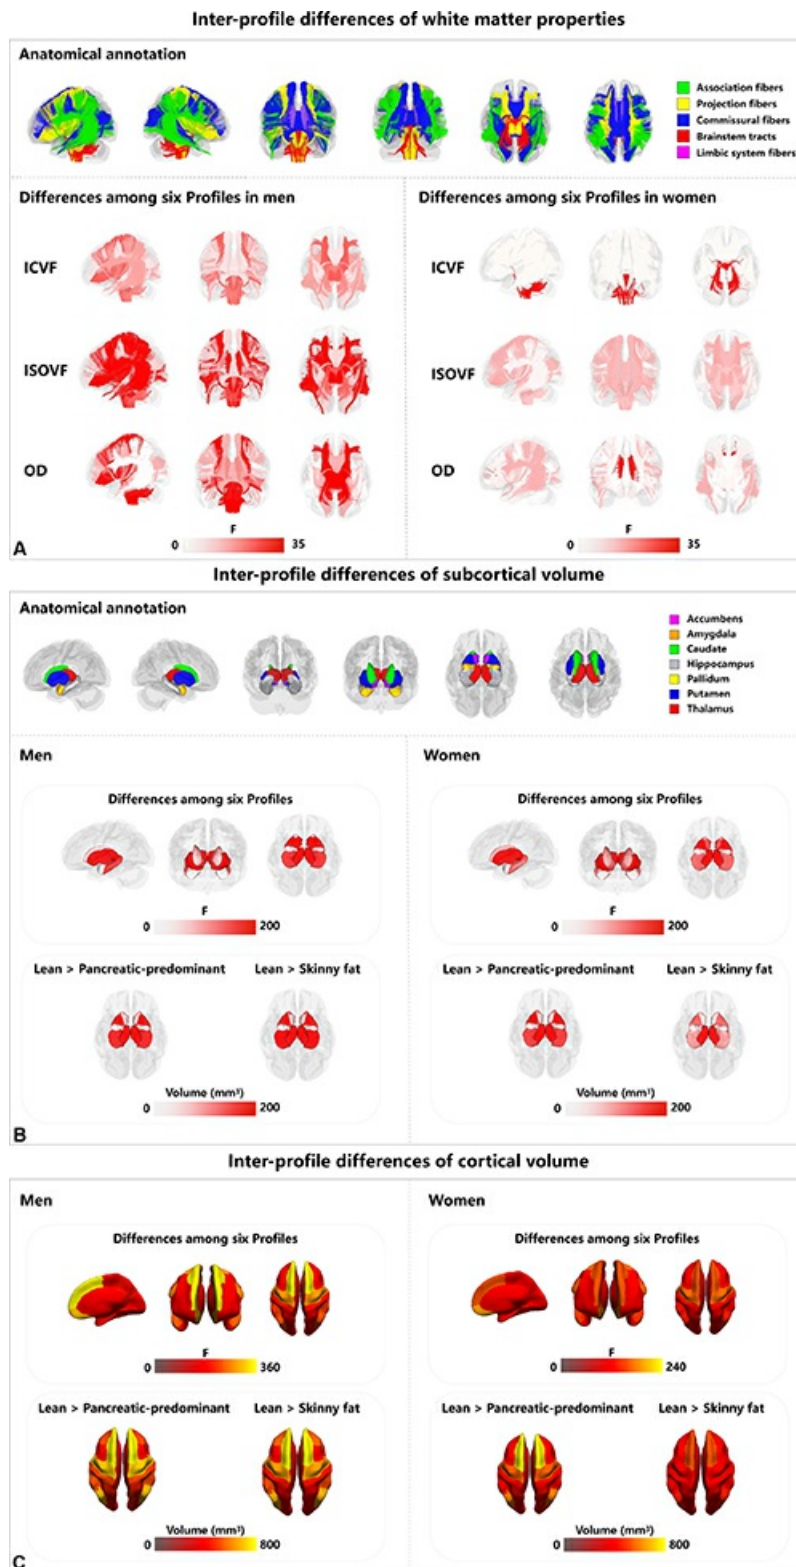 Inter-profile differences of white matter properties
Anatomical annotation
Association fibers
Projection fibers
Commissural fibers
Brainstem tracts
Limbic system fibers
Differences among six Profiles in men
ICVF
ISOVF
OD
F
0 35
Differences among six Profiles in women
ICVF
ISOVF
OD
F
0 35
A
Inter-profile differences of subcortical volume
Anatomical annotation
Accumbens
Amygdala
Caudate
Hippocampus
Pallidum
Putamen
Thalamus
Men
Differences among six Profiles
F
0 200
Lean > Pancreatic-predominant Lean > Skinny fat
Volume (mm³)
0 200
Women
Differences among six Profiles
F
0 200
Lean > Pancreatic-predominant Lean > Skinny fat
Volume (mm³)
0 200
B
Inter-profile differences of cortical volume
Men
Differences among six Profiles
F
0 360
Lean > Pancreatic-predominant Lean > Skinny fat
Volume (mm³)
0 800
Women
Differences among six Profiles
F
0 240
Lean > Pancreatic-predominant Lean > Skinny fat
Volume (mm³)
0 800
C